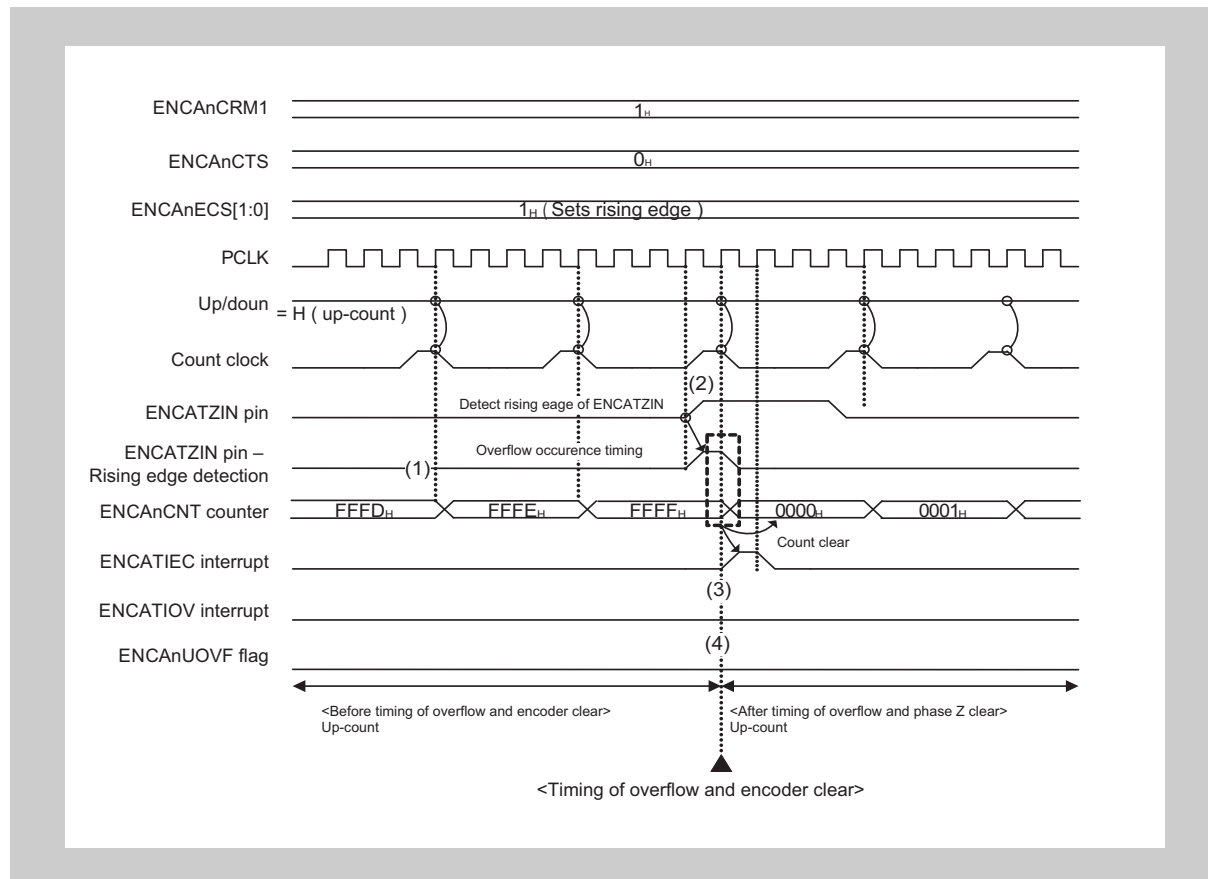 ENCAnCRM1
1H
ENCAnCTS
0H
ENCAnECS[1:0]
1H ( Sets rising edge )
PCLK
Up/doun
= H ( up-count )
Count clock
(2)
ENCATZIN pin
Detect rising eage of ENCATZIN
ENCATZIN pin –
Rising edge detection
(1)
Overflow occurence timing
ENCAnCNT counter
FFFDH
FFFEH
FFFFH
0000H
0001H
Count clear
ENCATIEC interrupt
(3)
ENCATIOV interrupt
(4)
ENCAnUOVF flag
<Before timing of overflow and encoder clear>
Up-count
<After timing of overflow and phase Z clear>
Up-count
<Timing of overflow and encoder clear>